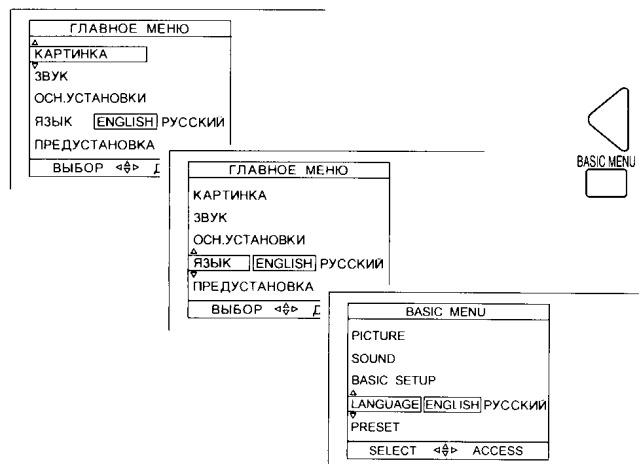 ГЛАВНОЕ МЕНЮ
КАРТИНКА
ЗВУК
ОСН.УСТАНОВКИ
ЯЗЫК ENGLISH РУССКИЙ
ПРЕДУСТАНОВКА
ВЫБОР
ГЛАВНОЕ МЕНЮ
КАРТИНКА
ЗВУК
ОСН.УСТАНОВКИ
ЯЗЫК ENGLISH РУССКИЙ
ПРЕДУСТАНОВКА
ВЫБОР
BASIC MENU
PICTURE
SOUND
BASIC SETUP
LANGUAGE ENGLISH РУССКИЙ
PRESET
SELECT ACCESS
BASIC MENU